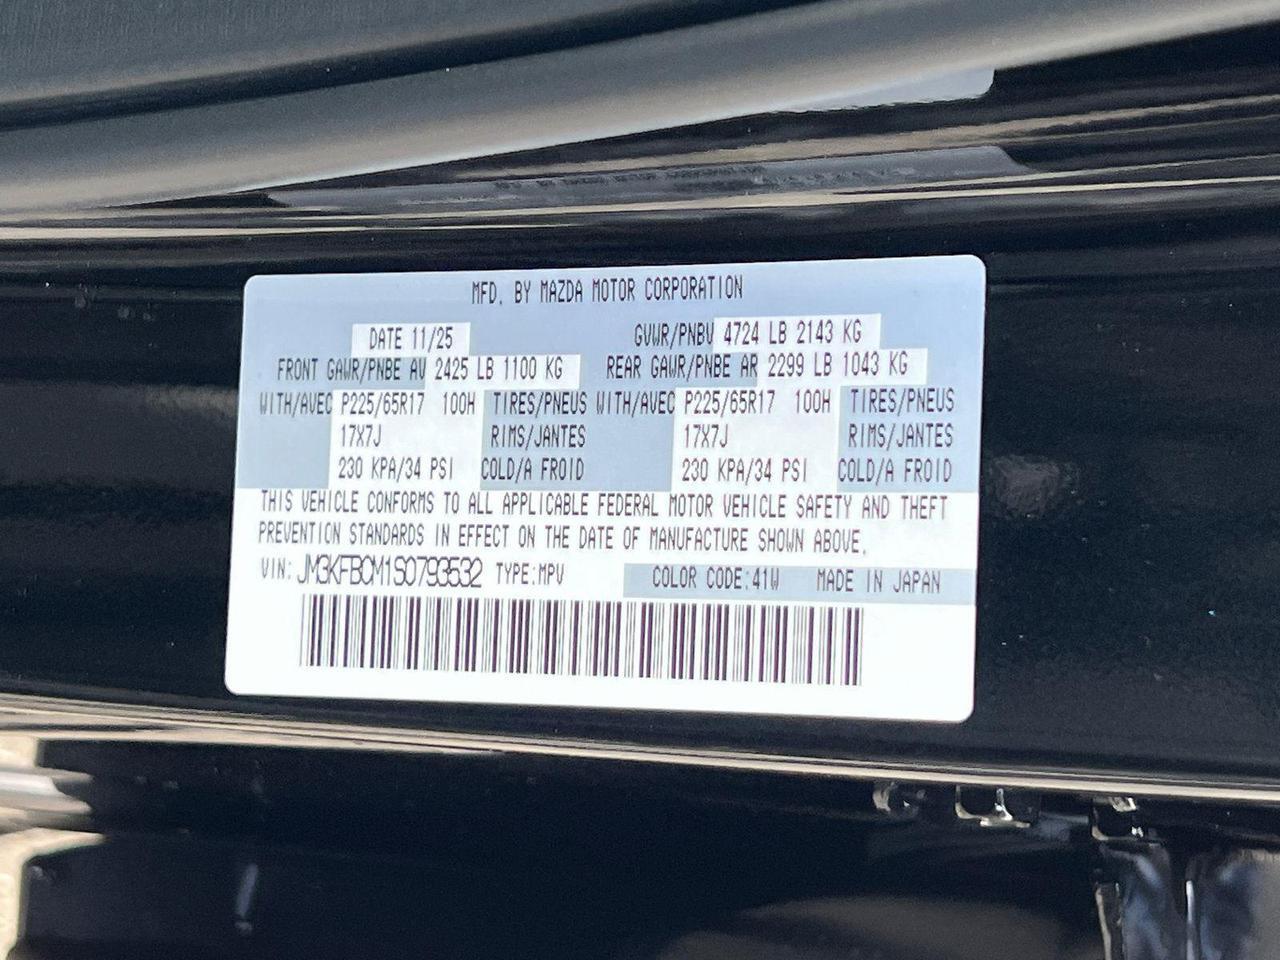 MFD. BY MAZDA MOTOR CORPORATION
DATE 11/25 GVWR/PNBV 4724 LB 2143 KG
FRONT GAWR/PNBE AV 2425 LB 1100 KG REAR GAWR/PNBE AR 2299 LB 1043 KG
WITH/AVEC P225/65R17 100H TIRES/PNEUS WITH/AVEC P225/65R17 100H TIRES/PNEUS
17X7J RIMS/JANTES 17X7J RIMS/JANTES
230 KPA/34 PSI COLD/A FROID 230 KPA/34 PSI COLD/A FROID
THIS VEHICLE CONFORMS TO ALL APPLICABLE FEDERAL MOTOR VEHICLE SAFETY AND THEFT
PREVENTION STANDARDS IN EFFECT ON THE DATE OF MANUFACTURE SHOWN ABOVE.
VIN: JM3KFBCM1S0793532 TYPE:MPV COLOR CODE:41W MADE IN JAPAN